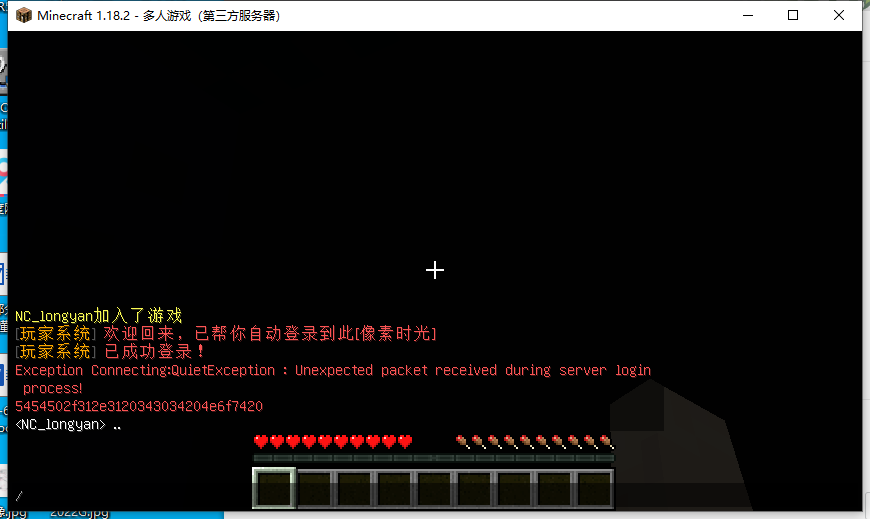 Minecraft 1.18.2 - 多人游戏（第三方服务器）
NC_longyan加入了游戏
[玩家系统] 欢迎回来，已帮你自动登录到此[像素时光]
[玩家系统] 已成功登录！
Exception Connecting:QuietException : Unexpected packet received during server login
process!
5454502f312e3120343034204e6f7420
<NC_longyan> ..
/
2022G.jpg